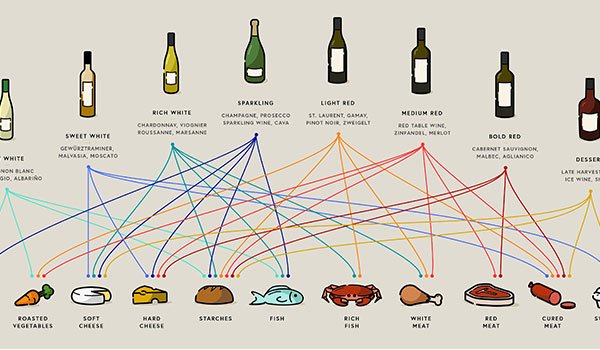 SPARKLING
CHAMPAGNE, PROSECCO
SPARKLING WINE, CAVA
LIGHT RED
ST. LAURENT, GAMAY,
PINOT NOIR, ZWEIGELT
RICH WHITE
CHARDONNAY, VIOGNIER
ROUSSANNE, MARSANNE
MEDIUM RED
RED TABLE WINE,
ZINFANDEL, MERLOT
SWEET WHITE
GEWÜRZTRAMINER,
MALVASIA, MOSCATO
BOLD RED
CABERNET SAUVIGNON,
MALBEC, AGLIANICO
WHITE
NON BLANC
GIO, ALBARIÑO
DESSER
LATE HARVEST
ICE WINE, S
ROASTED
VEGETABLES
SOFT
CHEESE
HARD
CHEESE
STARCHES
FISH
RICH
FISH
WHITE
MEAT
RED
MEAT
CURED
MEAT
SW